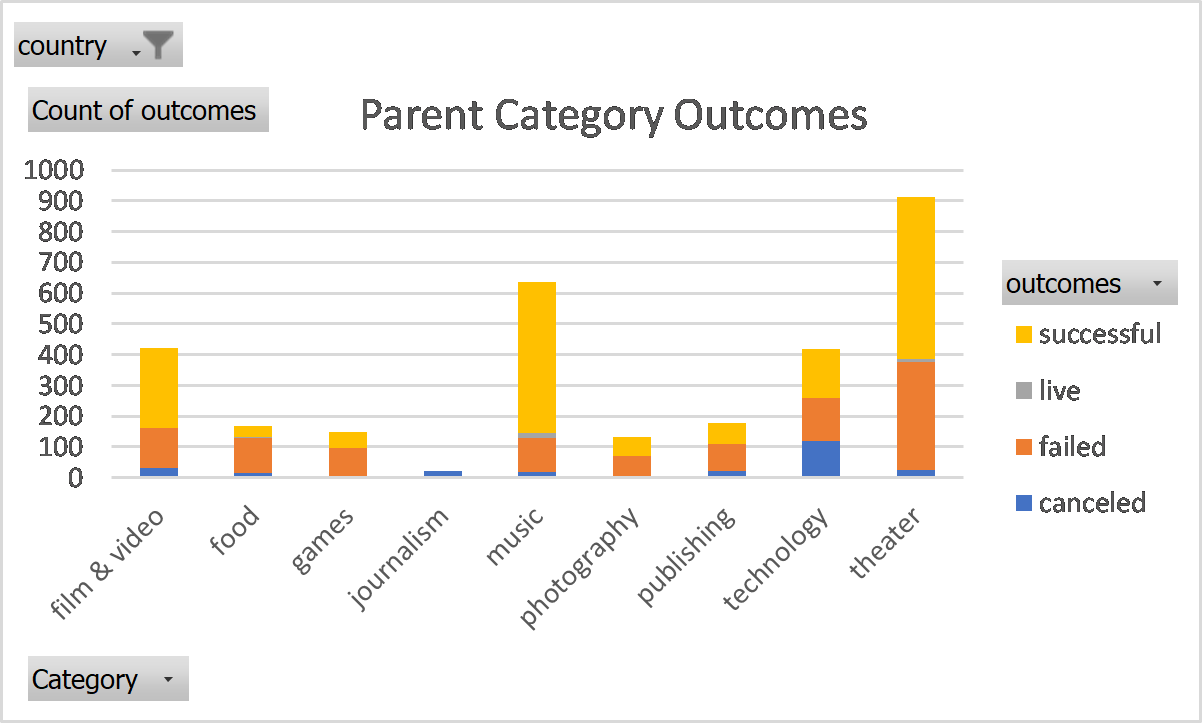 country
Count of outcomes
Parent Category Outcomes
1000
900
800
700
600
500
400
300
200
100
0
film & video
food
games
journalism
music
photography
publishing
technology
theater
outcomes
successful
live
failed
canceled
Category